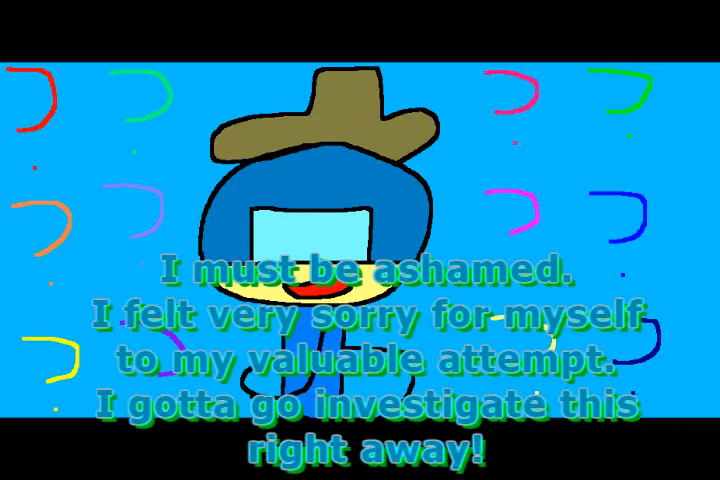 I must be ashamed.
I felt very sorry for myself
to my valuable attempt.
I gotta go investigate this
right away!